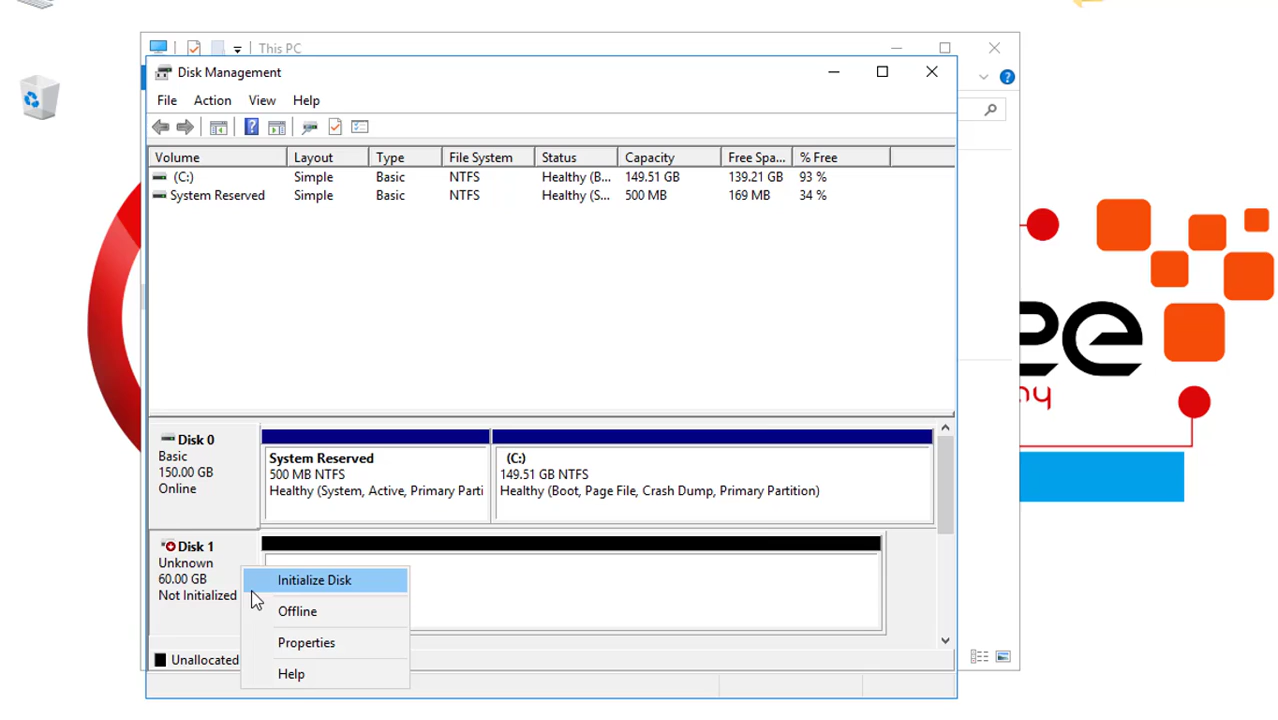 This PC
Disk Management
File Action View Help
Volume Layout Type File System Status Capacity Free Spa... % Free
(C:) Simple Basic NTFS Healthy (B... 149.51 GB 139.21 GB 93 %
System Reserved Simple Basic NTFS Healthy (S... 500 MB 169 MB 34 %
Disk 0
Basic
150.00 GB
Online
System Reserved
500 MB NTFS
Healthy (System, Active, Primary Parti
(C:)
149.51 GB NTFS
Healthy (Boot, Page File, Crash Dump, Primary Partition)
Disk 1
Unknown
60.00 GB
Not Initialized
Initialize Disk
Offline
Properties
Help
Unallocated